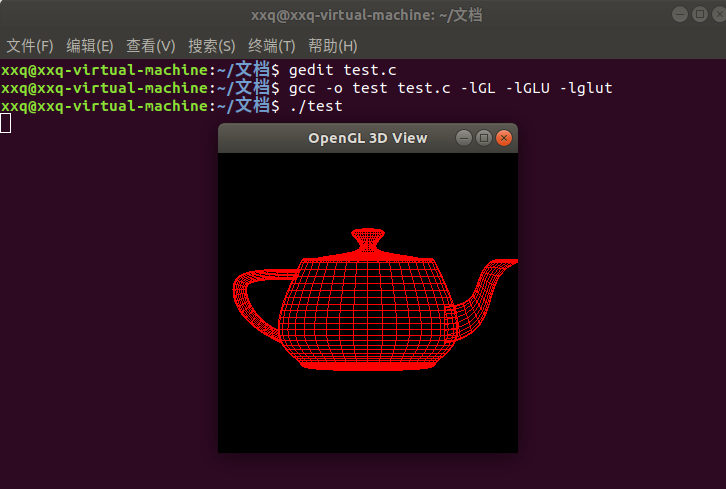 xxq@xxq-virtual-machine: ~/文档
文件(F) 编辑(E) 查看(V) 搜索(S) 终端(T) 帮助(H)
xxq@xxq-virtual-machine:~/文档$ gedit test.c
xxq@xxq-virtual-machine:~/文档$ gcc -o test test.c -lGL -lGLU -lglut
xxq@xxq-virtual-machine:~/文档$ ./test
OpenGL 3D View